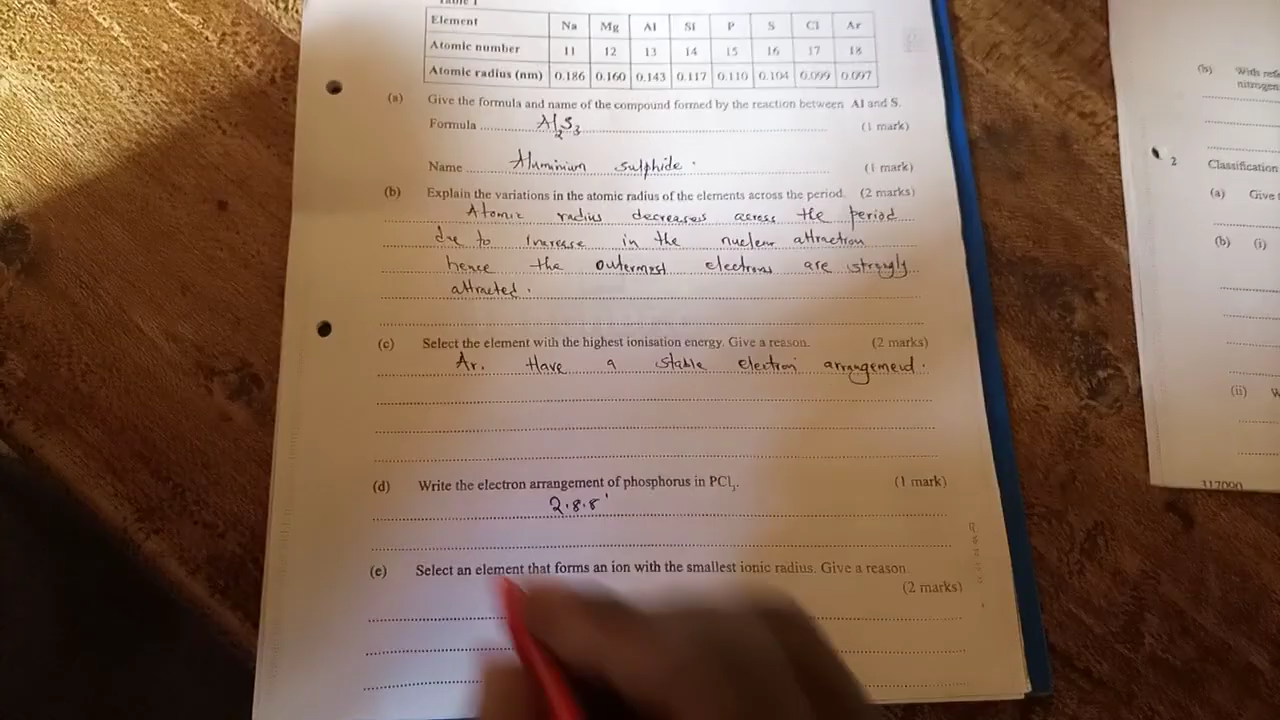 Table 1
Element Na Mg Al Si P S Cl Ar
Atomic number 11 12 13 14 15 16 17 18
Atomic radius (nm) 0.186 0.160 0.143 0.117 0.110 0.104 0.099 0.097
(a) Give the formula and name of the compound formed by the reaction between Al and S.
Formula Al2S3 (1 mark)
Name Aluminium sulphide. (1 mark)
(b) Explain the variations in the atomic radius of the elements across the period. (2 marks)
Atomic radius decreases across the period
due to increase in the nuclear attraction
hence the outermost electrons are strongly
attracted.
(c) Select the element with the highest ionisation energy. Give a reason. (2 marks)
Ar. Have a stable electron arrangement.
(d) Write the electron arrangement of phosphorus in PCl3. (1 mark)
2.8.8
(e) Select an element that forms an ion with the smallest ionic radius. Give a reason.
(2 marks)
(b)
2 Classification
(a) Give
(b) (i)
(ii)
317090